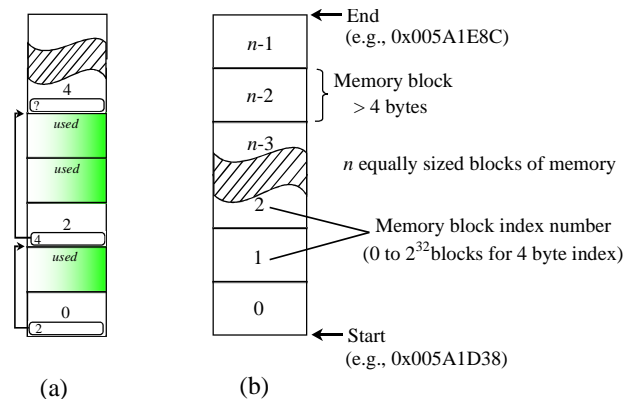 4
?
used
used
2
4
used
0
2
(a)
End
(e.g., 0x005A1E8C)
n-1
n-2
Memory block
> 4 bytes
n-3
n equally sized blocks of memory
2
Memory block index number
(0 to 2³² blocks for 4 byte index)
1
0
Start
(e.g., 0x005A1D38)
(b)